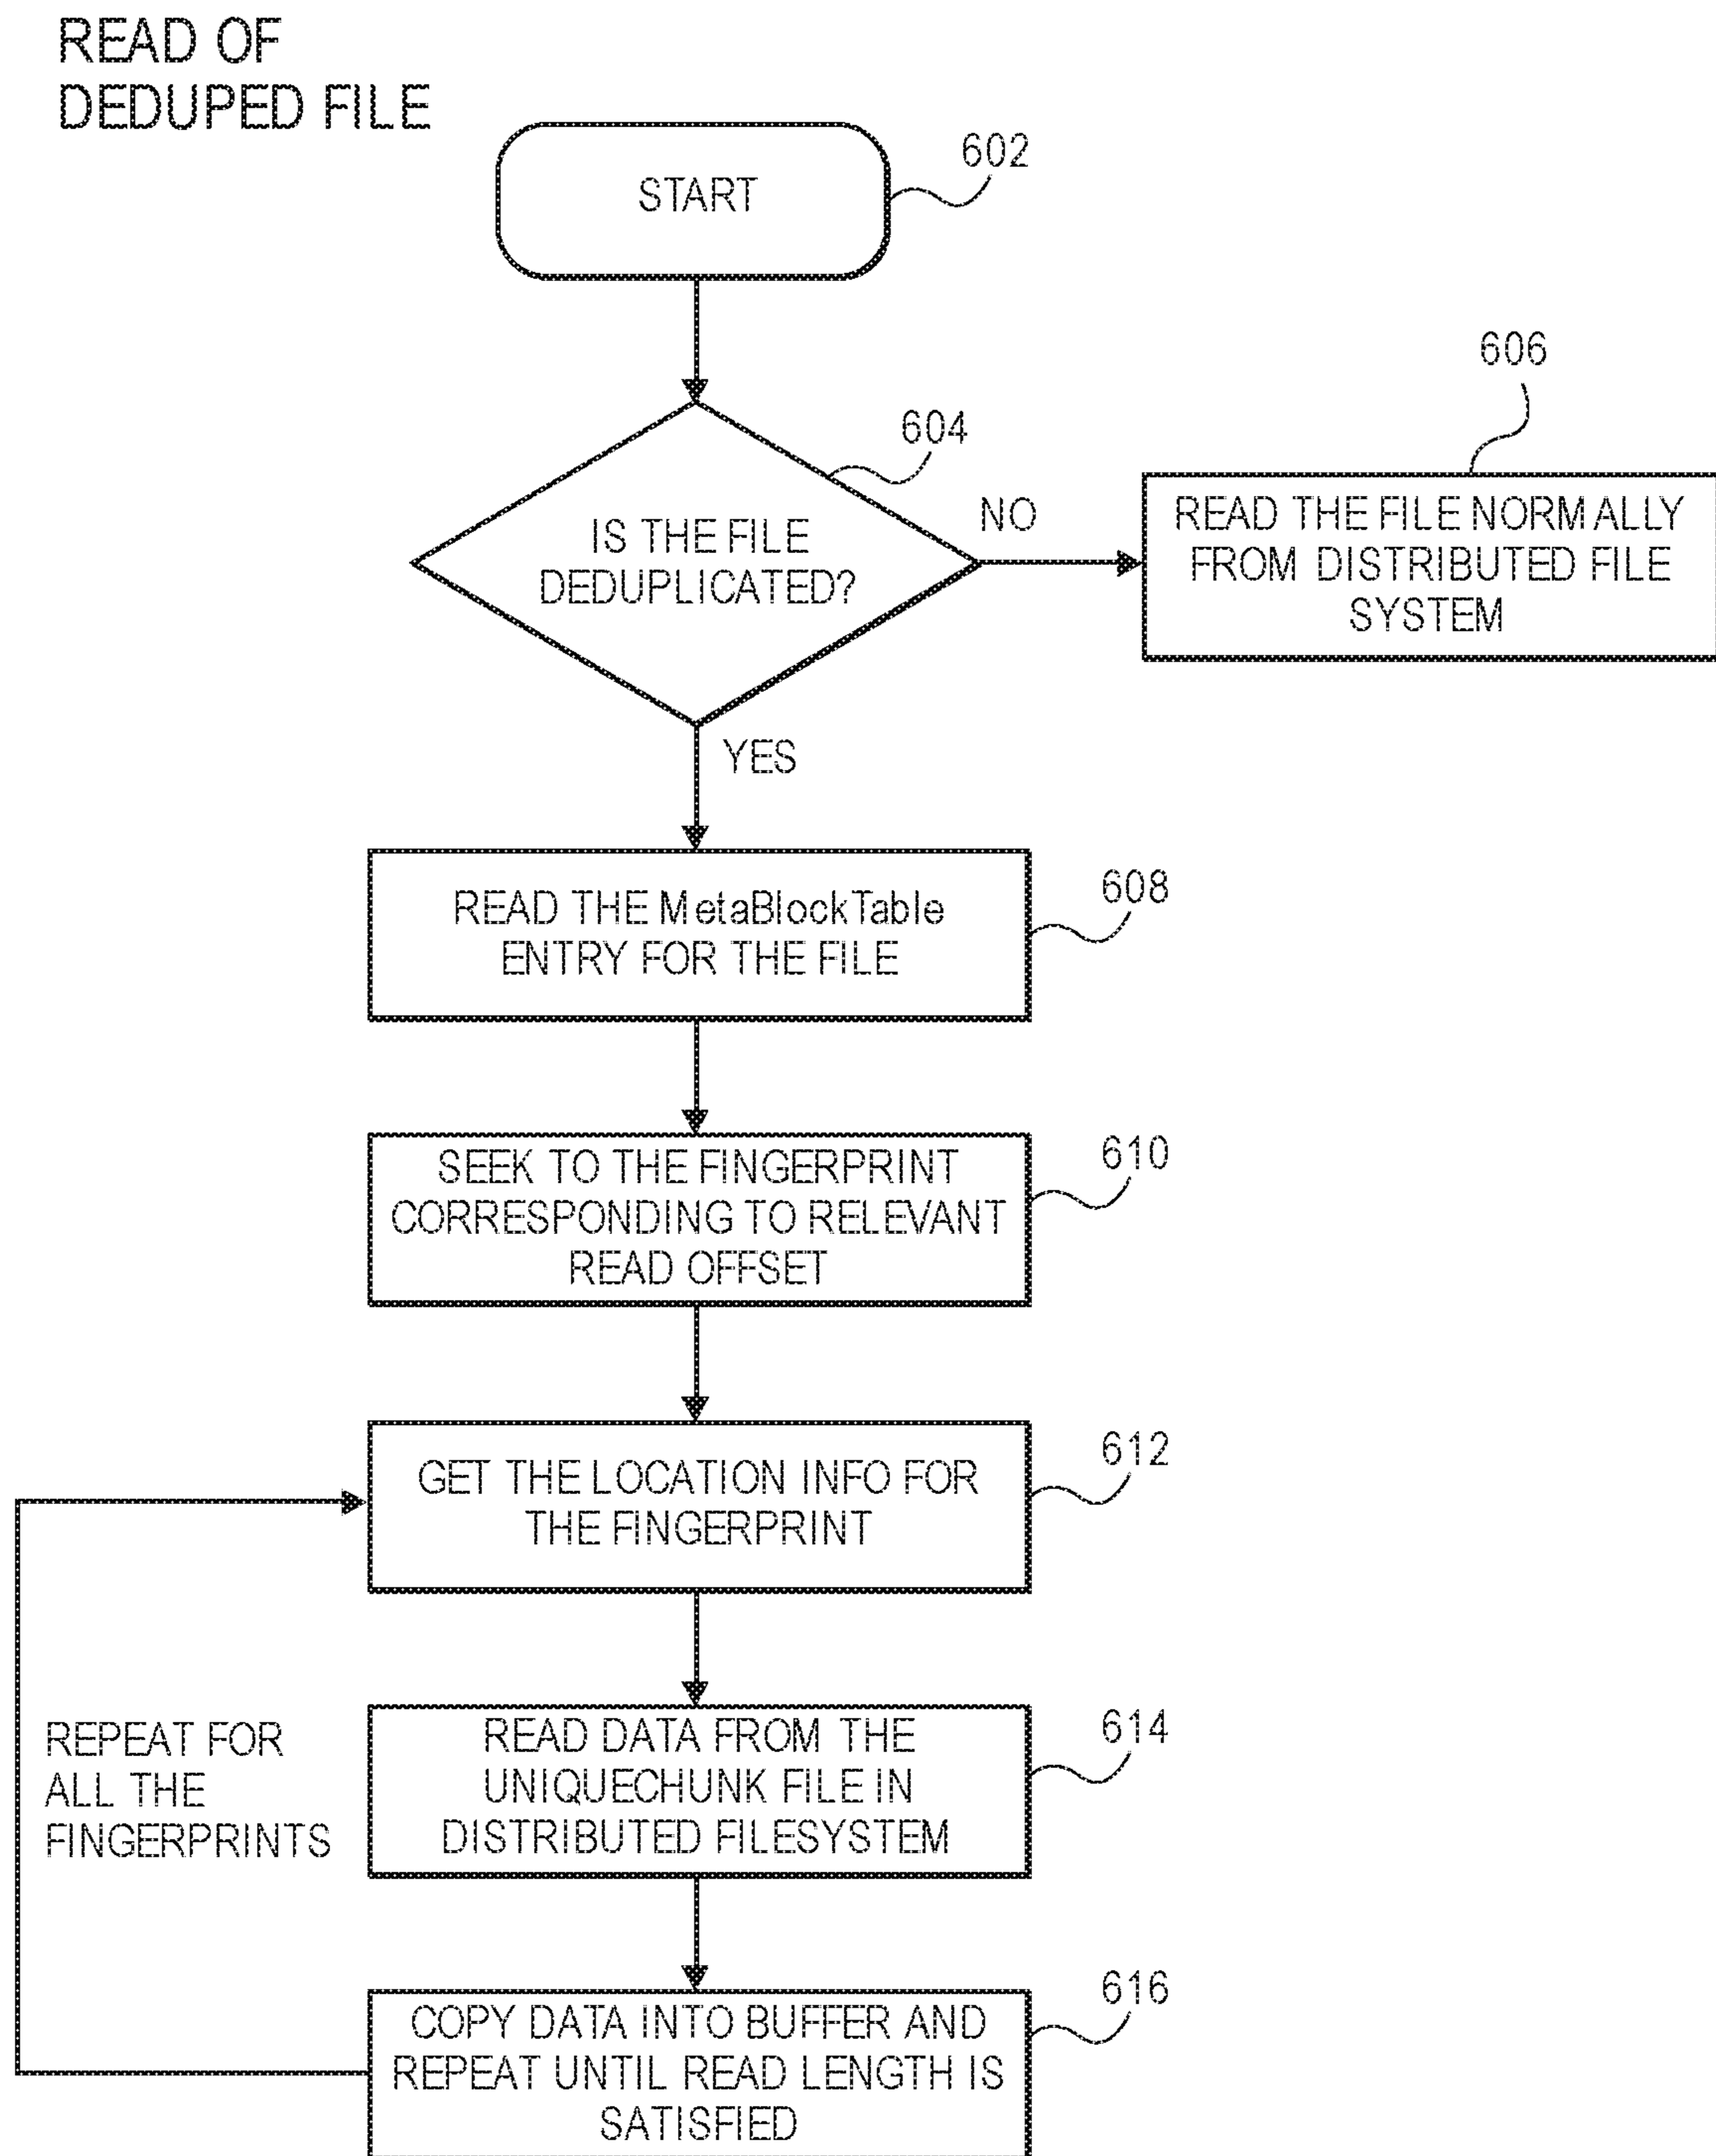 READ OF
DEDUPED FILE
START
602
604
IS THE FILE
DEDUPLICATED?
NO
606
READ THE FILE NORMALLY
FROM DISTRIBUTED FILE
SYSTEM
YES
READ THE MetaBlockTable
ENTRY FOR THE FILE
608
SEEK TO THE FINGERPRINT
CORRESPONDING TO RELEVANT
READ OFFSET
610
GET THE LOCATION INFO FOR
THE FINGERPRINT
612
READ DATA FROM THE
UNIQUECHUNK FILE IN
DISTRIBUTED FILESYSTEM
614
REPEAT FOR
ALL THE
FINGERPRINTS
COPY DATA INTO BUFFER AND
REPEAT UNTIL READ LENGTH IS
SATISFIED
616